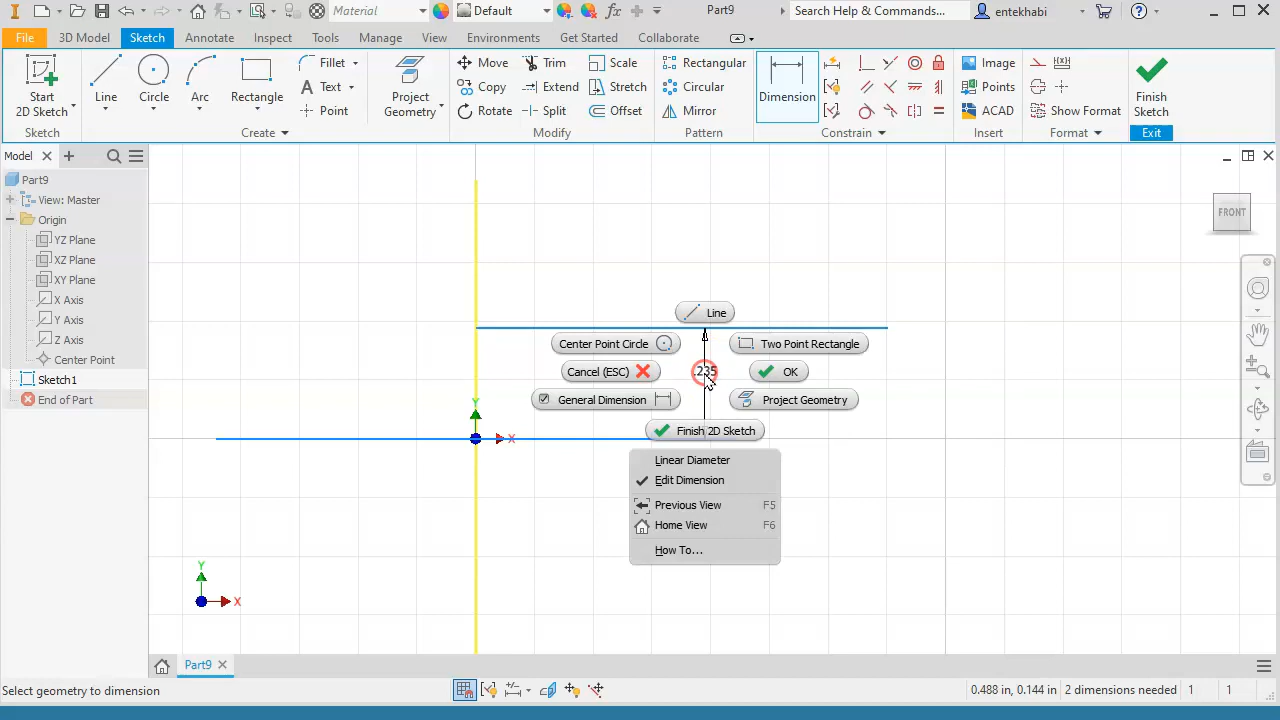 Material
Default
Part9
Search Help & Commands...
entekhabi
File
3D Model
Sketch
Annotate
Inspect
Tools
Manage
View
Environments
Get Started
Collaborate
Start
2D Sketch
Line
Circle
Arc
Rectangle
Fillet
Text
Point
Project
Geometry
Move
Copy
Rotate
Trim
Extend
Split
Scale
Stretch
Offset
Rectangular
Circular
Mirror
Dimension
Image
Points
ACAD
Show Format
Finish
Sketch
Sketch
Create
Modify
Pattern
Constrain
Insert
Format
Exit
Model
Part9
View: Master
Origin
YZ Plane
XZ Plane
XY Plane
X Axis
Y Axis
Z Axis
Center Point
Sketch1
End of Part
FRONT
Line
Center Point Circle
Two Point Rectangle
Cancel (ESC)
.235
OK
General Dimension
Project Geometry
Finish 2D Sketch
Y
X
Linear Diameter
Edit Dimension
Previous View F5
Home View F6
How To...
Y
X
Part9
Select geometry to dimension
0.488 in, 0.144 in
2 dimensions needed
1
1